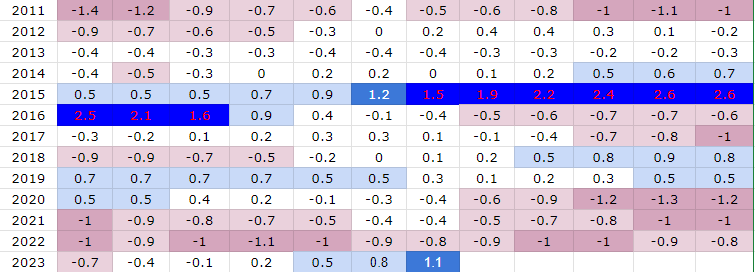 2011 -1.4 -1.2 -0.9 -0.7 -0.6 -0.4 -0.5 -0.6 -0.8 -1 -1.1 -1
2012 -0.9 -0.7 -0.6 -0.5 -0.3 0 0.2 0.4 0.4 0.3 0.1 -0.2
2013 -0.4 -0.4 -0.3 -0.3 -0.4 -0.4 -0.4 -0.3 -0.3 -0.2 -0.2 -0.3
2014 -0.4 -0.5 -0.3 0 0.2 0.2 0 0.1 0.2 0.5 0.6 0.7
2015 0.5 0.5 0.5 0.7 0.9 1.2 1.5 1.9 2.2 2.4 2.6 2.6
2016 2.5 2.1 1.6 0.9 0.4 -0.1 -0.4 -0.5 -0.6 -0.7 -0.7 -0.6
2017 -0.3 -0.2 0.1 0.2 0.3 0.3 0.1 -0.1 -0.4 -0.7 -0.8 -1
2018 -0.9 -0.9 -0.7 -0.5 -0.2 0 0.1 0.2 0.5 0.8 0.9 0.8
2019 0.7 0.7 0.7 0.7 0.5 0.5 0.3 0.1 0.2 0.3 0.5 0.5
2020 0.5 0.5 0.4 0.2 -0.1 -0.3 -0.4 -0.6 -0.9 -1.2 -1.3 -1.2
2021 -1 -0.9 -0.8 -0.7 -0.5 -0.4 -0.4 -0.5 -0.7 -0.8 -1 -1
2022 -1 -0.9 -1 -1.1 -1 -0.9 -0.8 -0.9 -1 -1 -0.9 -0.8
2023 -0.7 -0.4 -0.1 0.2 0.5 0.8 1.1